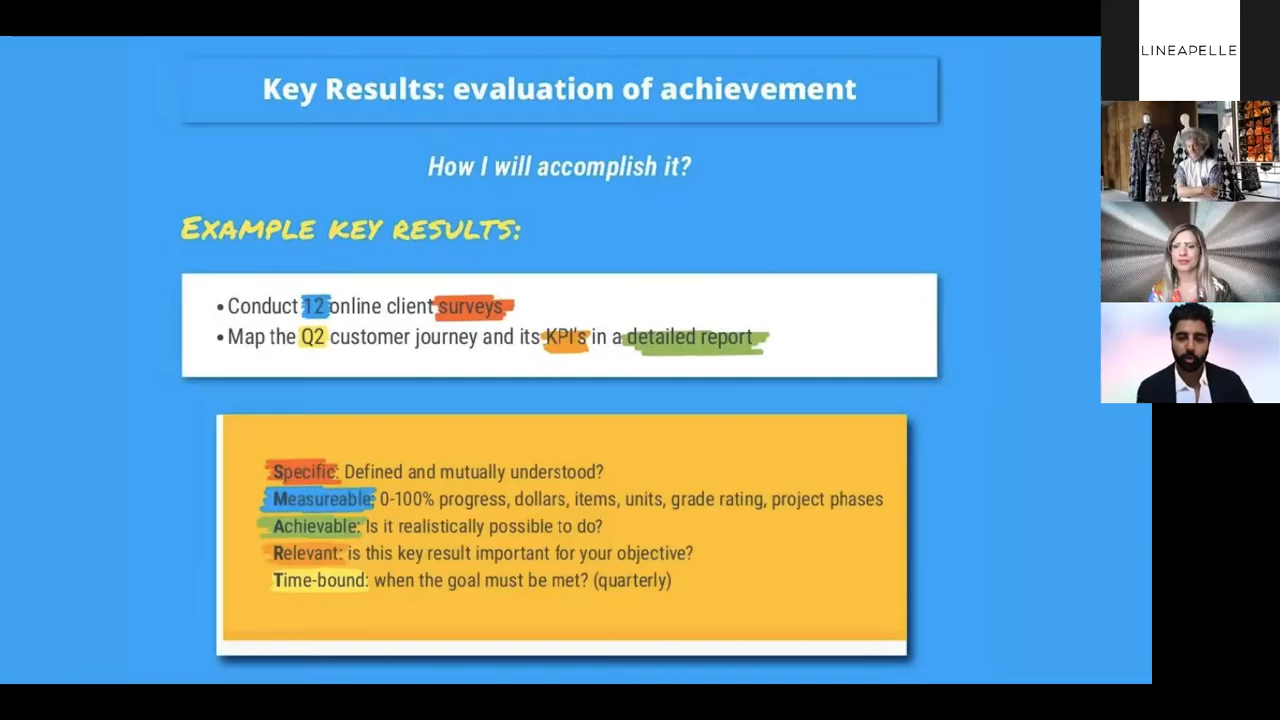 Key Results: evaluation of achievement
How I will accomplish it?
EXAMPLE KEY RESULTS:
• Conduct 12 online client surveys
• Map the Q2 customer journey and its KPI's in a detailed report
Specific: Defined and mutually understood?
Measureable: 0-100% progress, dollars, items, units, grade rating, project phases
Achievable: Is it realistically possible to do?
Relevant: is this key result important for your objective?
Time-bound: when the goal must be met? (quarterly)
LINEAPELLE